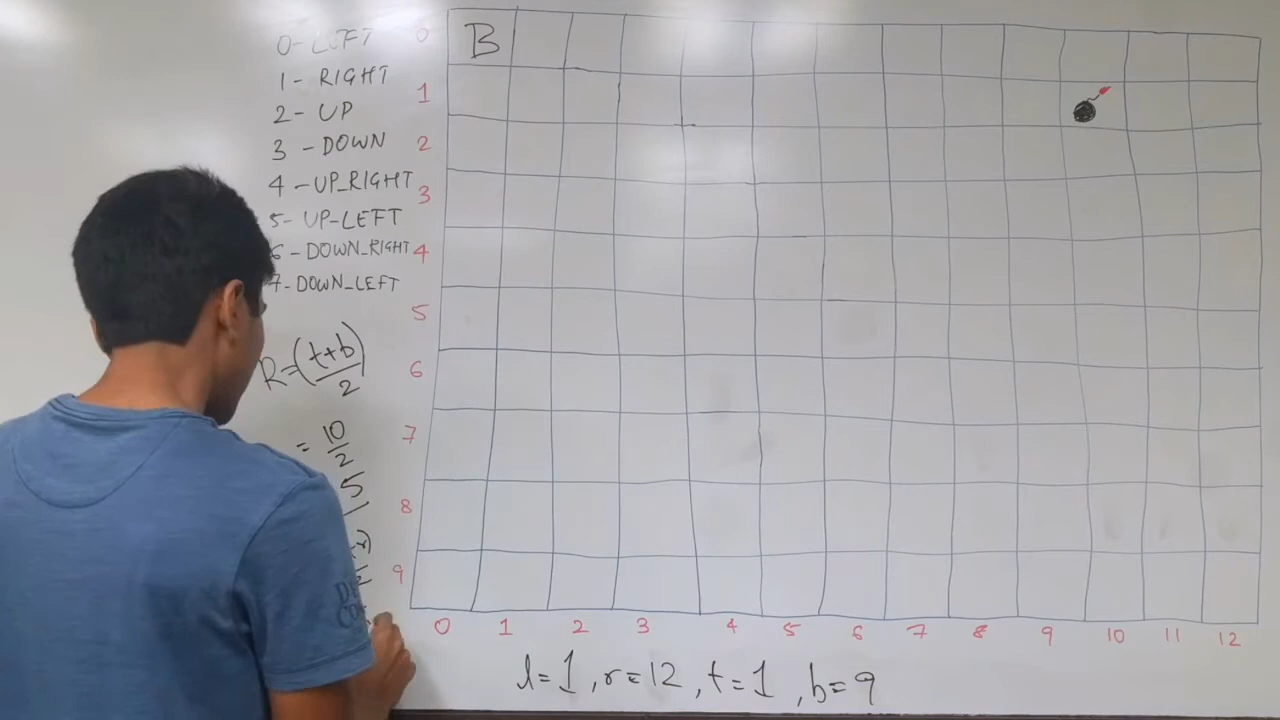 0- LEFT
1 - RIGHT
2 - UP
3 - DOWN
4 - UP_RIGHT
5- UP-LEFT
6 - DOWN_RIGHT
7- DOWN_LEFT
R=(t+b)
2
= 10
2
5
0
1
2
3
4
5
6
7
8
9
B
0 1 2 3 4 5 6 7 8 9 10 11 12
l=1, r=12, t=1, b=9